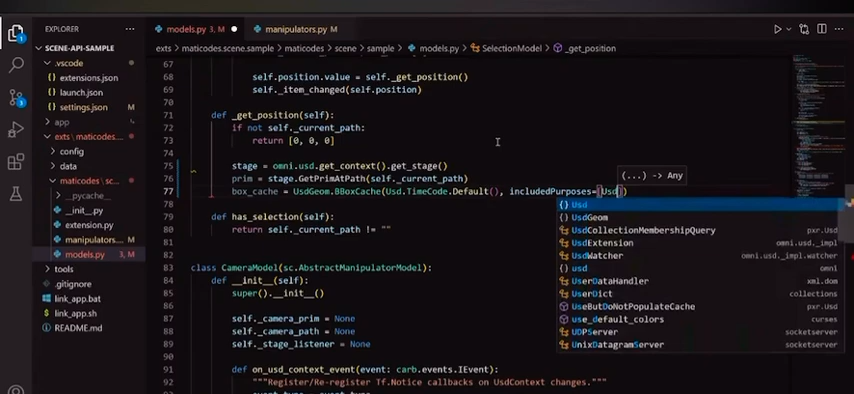 EXPLORER
models.py 3, M
manipulators.py M
SCENE-API-SAMPLE
exts > maticodes.scene.sample > maticodes > scene > sample > models.py > SelectionModel > _get_position
.vscode
extensions.json
launch.json
settings.json M
app
exts \ maticodes...
config
data
maticodes \ sc...
__pycache__
__init__.py
extension.py
manipulators... M
models.py 3, M
tools
.gitignore
link_app.bat
link_app.sh
README.md
67
68 self.position.value = self._get_position()
69 self._item_changed(self.position)
70
71 def _get_position(self):
72 if not self._current_path:
73 return [0, 0, 0]
74
75 stage = omni.usd.get_context().get_stage()
76 prim = stage.GetPrimAtPath(self._current_path)
77 box_cache = UsdGeom.BBoxCache(Usd.TimeCode.Default(), includedPurposes=[Usd])
78
79 def has_selection(self):
80 return self._current_path != ""
81
82
83 class CameraModel(sc.AbstractManipulatorModel):
84 def __init__(self):
85 super().__init__()
86
87 self._camera_prim = None
88 self._camera_path = None
89 self._stage_listener = None
90
91 def on_usd_context_event(event: carb.events.IEvent):
92 """Register/Re-register Tf.Notice callbacks on UsdContext changes."""
(...) -> Any
Usd
UsdGeom
UsdCollectionMembershipQuery pxr.Usd
UsdExtension omni.usd._impl
UsdWatcher omni.usd._impl.watcher
usd omni
UserDataHandler xml.dom
UserDict collections
UseButDoNotPopulateCache pxr.Usd
use_default_colors curses
UDPServer socketserver
UnixDatagramServer socketserver